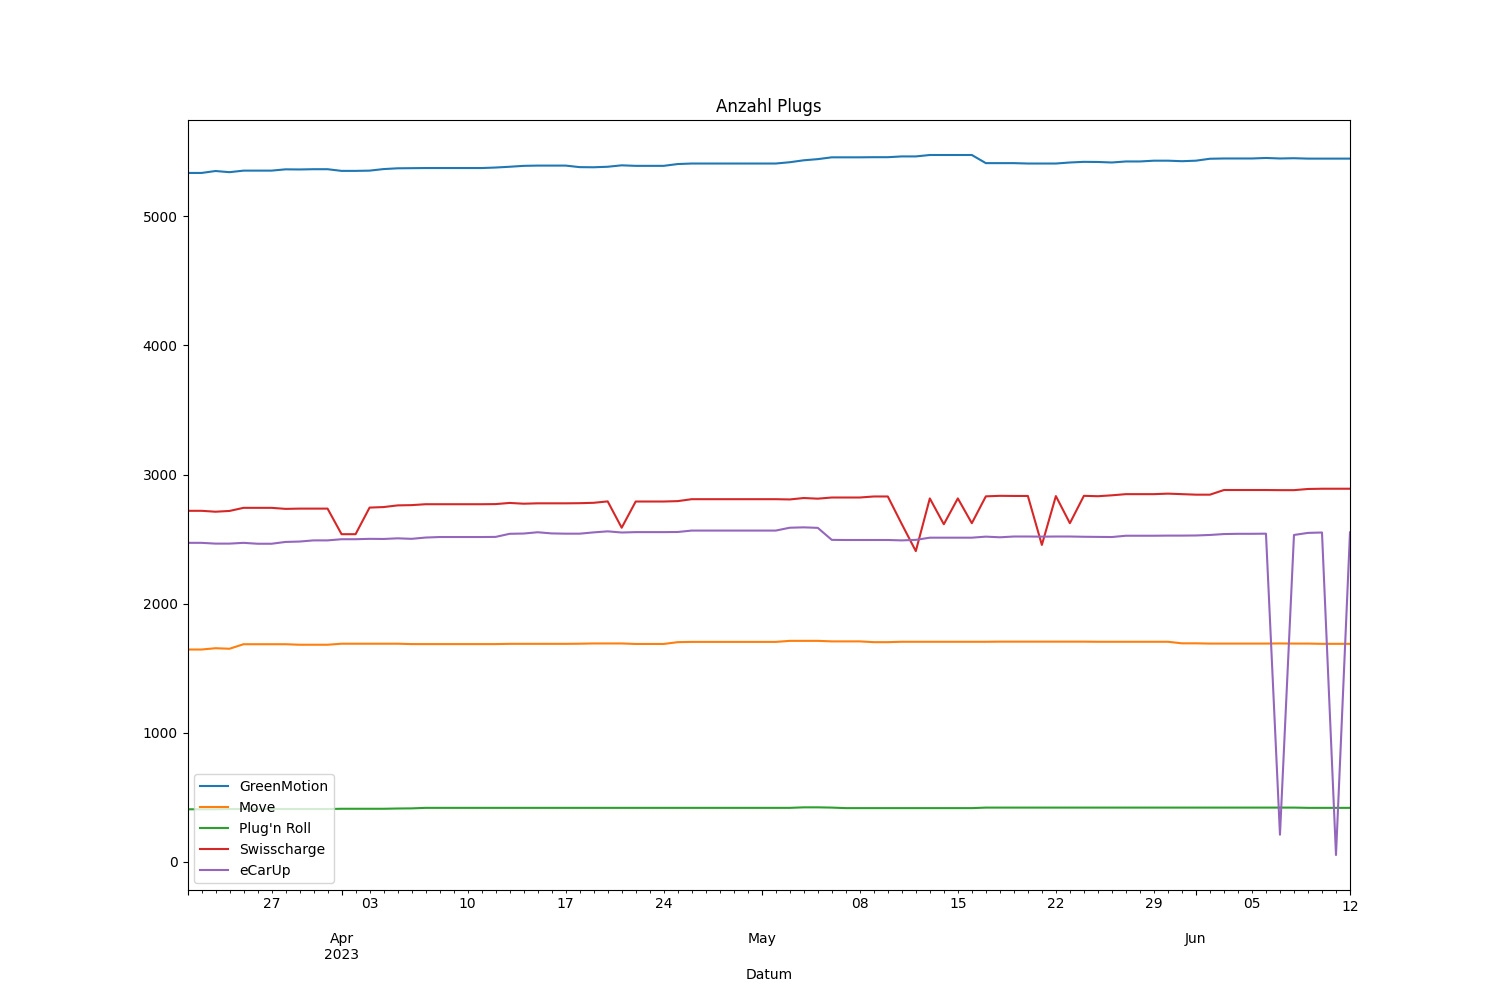 Anzahl Plugs
5000
4000
3000
2000
1000
0
GreenMotion
Move
Plug'n Roll
Swisscharge
eCarUp
27 03 10 17 24 08 15 22 29 05 12
Apr May Jun
2023
Datum